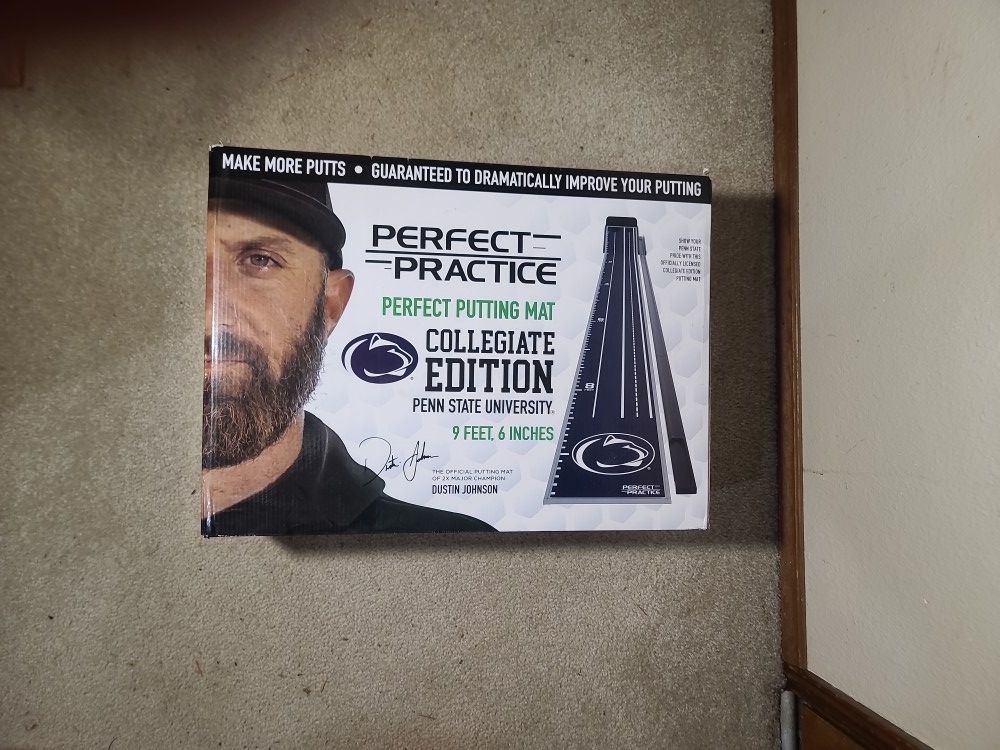 MAKE MORE PUTTS • GUARANTEED TO DRAMATICALLY IMPROVE YOUR PUTTING
PERFECT
PRACTICE
PERFECT PUTTING MAT
COLLEGIATE
EDITION
PENN STATE UNIVERSITY®
9 FEET, 6 INCHES
THE OFFICIAL PUTTING MAT
OF 2X MAJOR CHAMPION
DUSTIN JOHNSON
SHOW YOUR
PENN STATE
PRIDE WITH THIS
OFFICIALLY LICENSED
COLLEGIATE EDITION
PUTTING MAT
8
PERFECT
PRACTICE